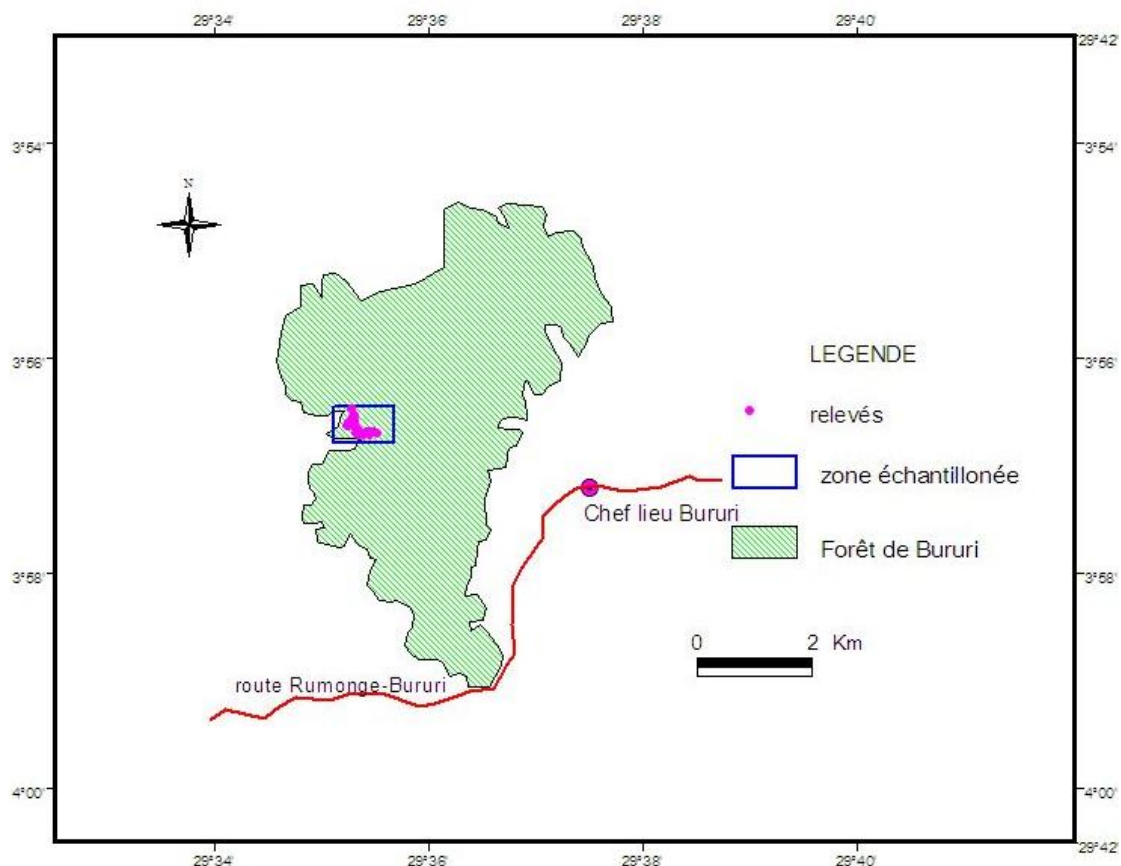 29°34'
29°36'
29°38'
29°40'
29°42'
3°54'
3°54'
N
3°56'
3°56'
LEGENDE
relevés
zone échantillonée
Chef lieu Bururi
Forêt de Bururi
3°58'
3°58'
0 2 Km
route Rumonge-Bururi
4°00'
4°00'
29°42'
29°34'
29°36'
29°38'
29°40'